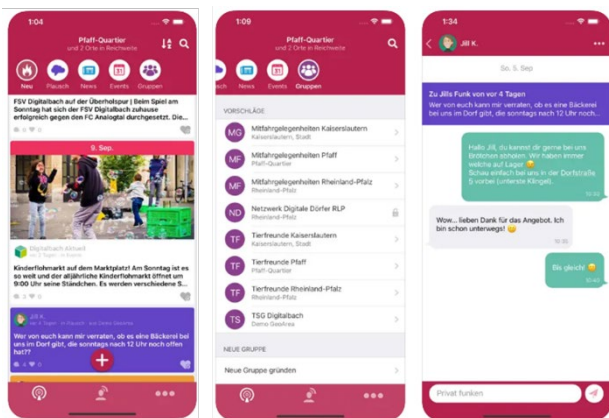 1:04
Pfaff-Quartier
und 2 Orte in Reichweite
Neu
Plausch
News
Events
Gruppen
FSV Digitalbach auf der Überholspur | Beim Spiel am
Sonntag hat sich der FSV Digitalbach zuhause
erfolgreich gegen den FC Analogtal durchgesetzt. Die...
9. Sep.
Digitalbach Aktuell
Kinderflohmarkt auf dem Marktplatz! Am Sonntag ist es
so weit und der alljährliche Kinderflohmarkt öffnet um
9:00 Uhr seine Ständchen. Es werden verschiedene S...
Jill K.
Wer von euch kann mir verraten, ob es eine Bäckerei bei
uns im Dorf gibt, die sonntags nach 12 Uhr noch offen
hat??
1:09
Pfaff-Quartier
und 2 Orte in Reichweite
News
Events
Gruppen
VORSCHLÄGE
MG
Mitfahrgelegenheiten Kaiserslautern
Kaiserslautern, Stadt
MF
Mitfahrgelegenheiten Pfaff
Pfaff-Quartier
MF
Mitfahrgelegenheiten Rheinland-Pfalz
Rheinland-Pfalz
ND
Netzwerk Digitale Dörfer RLP
Rheinland-Pfalz
TF
Tierfreunde Kaiserslautern
Kaiserslautern, Stadt
TF
Tierfreunde Pfaff
Pfaff-Quartier
TF
Tierfreunde Rheinland-Pfalz
Rheinland-Pfalz
TS
TSG Digitalbach
Demo GeoArea
NEUE GRUPPE
Neue Gruppe gründen
1:34
Jill K.
So. 5. Sep
Zu Jills Funk von vor 4 Tagen
Wer von euch kann mir verraten, ob es eine Bäckerei
bei uns im Dorf gibt, die sonntags nach 12 Uhr noch...
Hallo Jill, du kannst dir gerne bei uns
Brötchen abholen. Wir haben immer
welche auf Lager
Schau einfach bei uns in der Dorfstraße
5 vorbei (unterste Klingel).
Wow... lieben Dank für das Angebot. Ich
bin schon unterwegs!
Bis gleich!
Privat funken